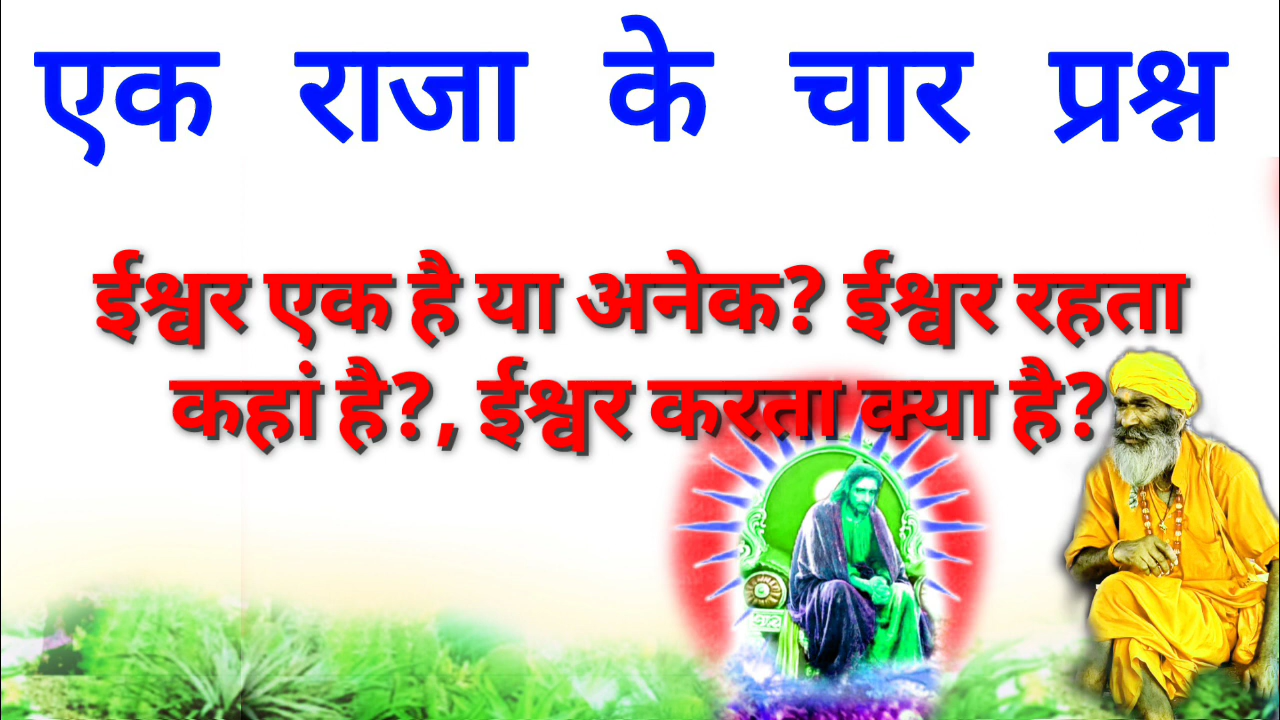 एक राजा के चार प्रश्न
ईश्वर एक है या अनेक? ईश्वर रहता
कहां है?, ईश्वर करता क्या है?